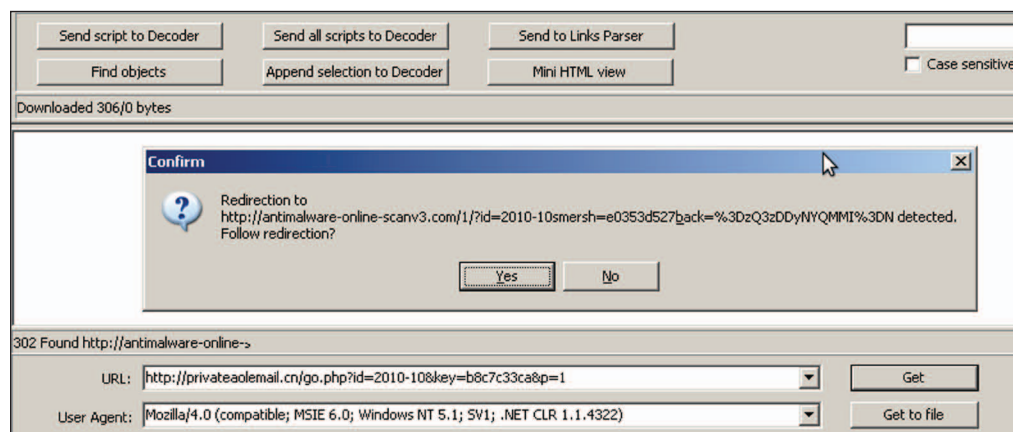 Send script to Decoder Send all scripts to Decoder Send to Links Parser
Find objects Append selection to Decoder Mini HTML view Case sensitive
Downloaded 306/0 bytes
Confirm
Redirection to
http://antimalware-online-scanv3.com/1/?id=2010-10smersh=e0353d527back=%3DzQ3zDDyNYQMMI%3DN detected.
Follow redirection?
Yes No
302 Found http://antimalware-online->
URL: http://privateaolemail.cn/go.php?id=2010-10&key=b8c7c33ca&p=1 Get
User Agent: Mozilla/4.0 (compatible; MSIE 6.0; Windows NT 5.1; SV1; .NET CLR 1.1.4322) Get to file